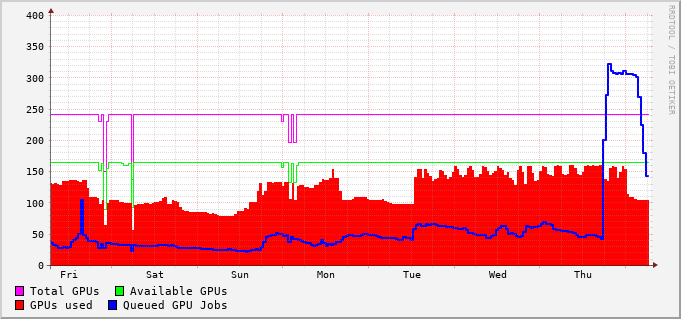 400
350
300
250
200
150
100
50
0
Fri Sat Sun Mon Tue Wed Thu
Total GPUs Available GPUs
GPUs used Queued GPU Jobs
RRDTOOL / TOBI OETIKER